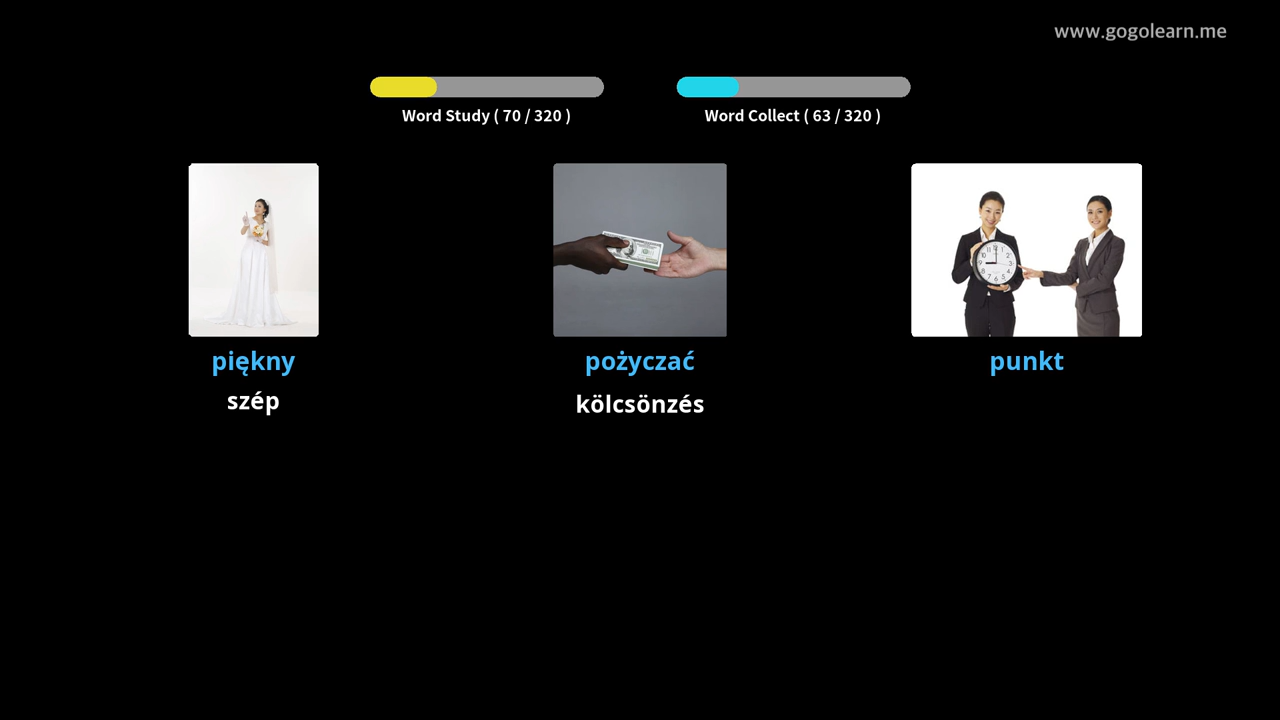 www.gogolearn.me
Word Study ( 70 / 320 )
Word Collect ( 63 / 320 )
piękny
pożyczać
punkt
szép
kölcsönzés